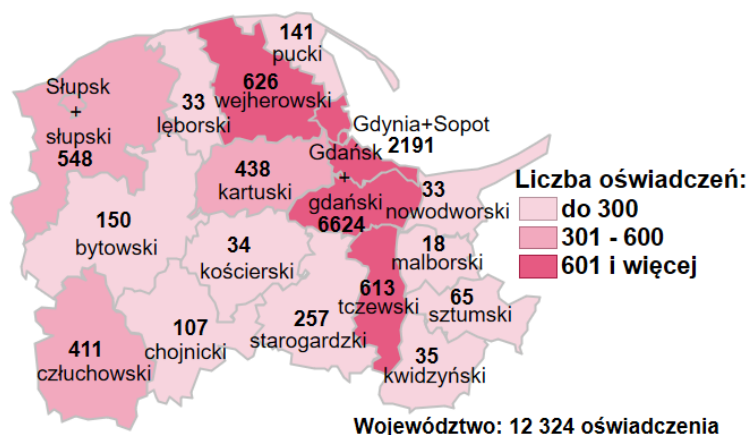 141
pucki
626
wejherowski
33
lęborski
Słupsk
+
słupski
548
Gdynia+Sopot
2191
Gdańsk
+
gdański
6624
438
kartuski
33
nowodworski
150
bytowski
34
kościerski
18
malborski
613
tczewski
65
sztumski
257
starogardzki
107
chojnicki
411
człuchowski
35
kwidzyński
Liczba oświadczeń:
do 300
301 - 600
601 i więcej
Województwo: 12 324 oświadczenia